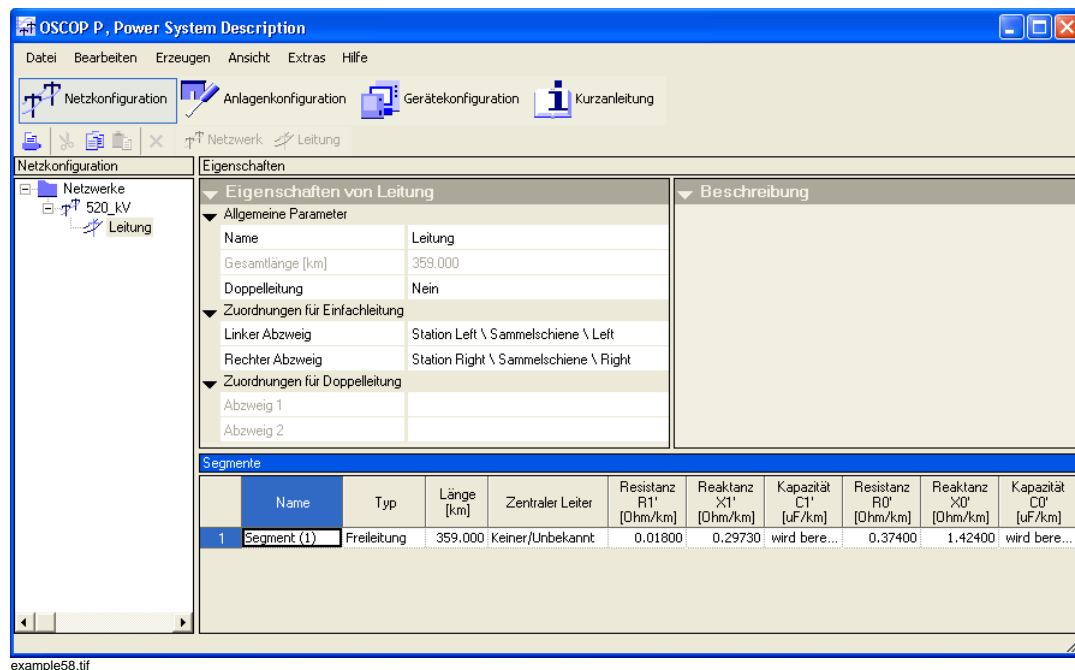 OSCOP P, Power System Description
Datei Bearbeiten Erzeugen Ansicht Extras Hilfe
Netzkonfiguration Anlagenkonfiguration Gerätekonfiguration Kurzanleitung
Netzwerk Leitung
Netzkonfiguration
Netzwerke
520_kV
Leitung
Eigenschaften
Eigenschaften von Leitung
Allgemeine Parameter
Name Leitung
Gesamtlänge [km] 359.000
Doppelleitung Nein
Zuordnungen für Einfachleitung
Linker Abzweig Station Left \ Sammelschiene \ Left
Rechter Abzweig Station Right \ Sammelschiene \ Right
Zuordnungen für Doppelleitung
Abzweig 1
Abzweig 2
Beschreibung
Segmente
Name Typ Länge [km] Zentraler Leiter Resistanz R1' [Ohm/km] Reaktanz X1' [Ohm/km] Kapazität C1' [uF/km] Resistanz R0' [Ohm/km] Reaktanz X0' [Ohm/km] Kapazität C0' [uF/km]
1 Segment (1) Freileitung 359.000 Keiner/Unbekannt 0.01800 0.29730 wird bere... 0.37400 1.42400 wird bere...
example58.tif